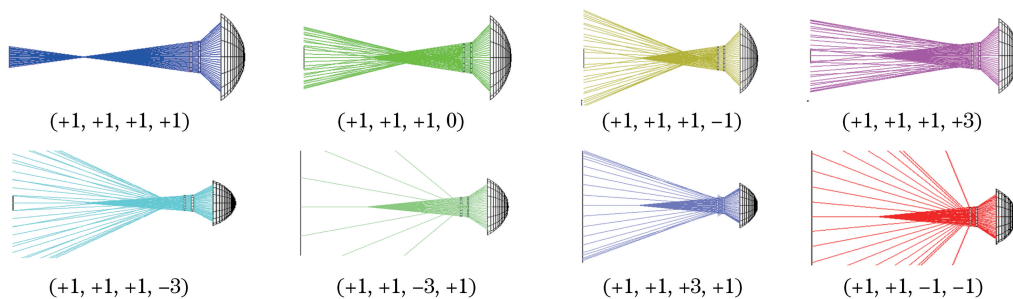 (+1, +1, +1, +1)
(+1, +1, +1, 0)
(+1, +1, +1, −1)
(+1, +1, +1, +3)
(+1, +1, +1, −3)
(+1, +1, −3, +1)
(+1, +1, +3, +1)
(+1, +1, −1, −1)